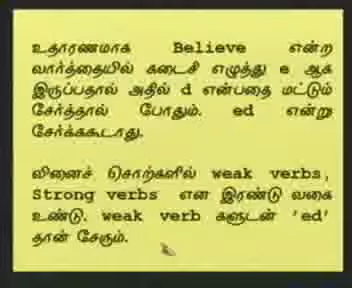 உதாரணமாக Believe என்ற
வார்த்தையில் கடைசி எழுத்து e ஆக
இருப்பதால் அதில் d என்பதை மட்டும்
சேர்த்தால் போதும். ed என்று
சேர்க்ககூடாது.
வினைச் சொற்களில் weak verbs,
Strong verbs என இரண்டு வகை
உண்டு. weak verb களுடன் 'ed'
தான் சேரும்.